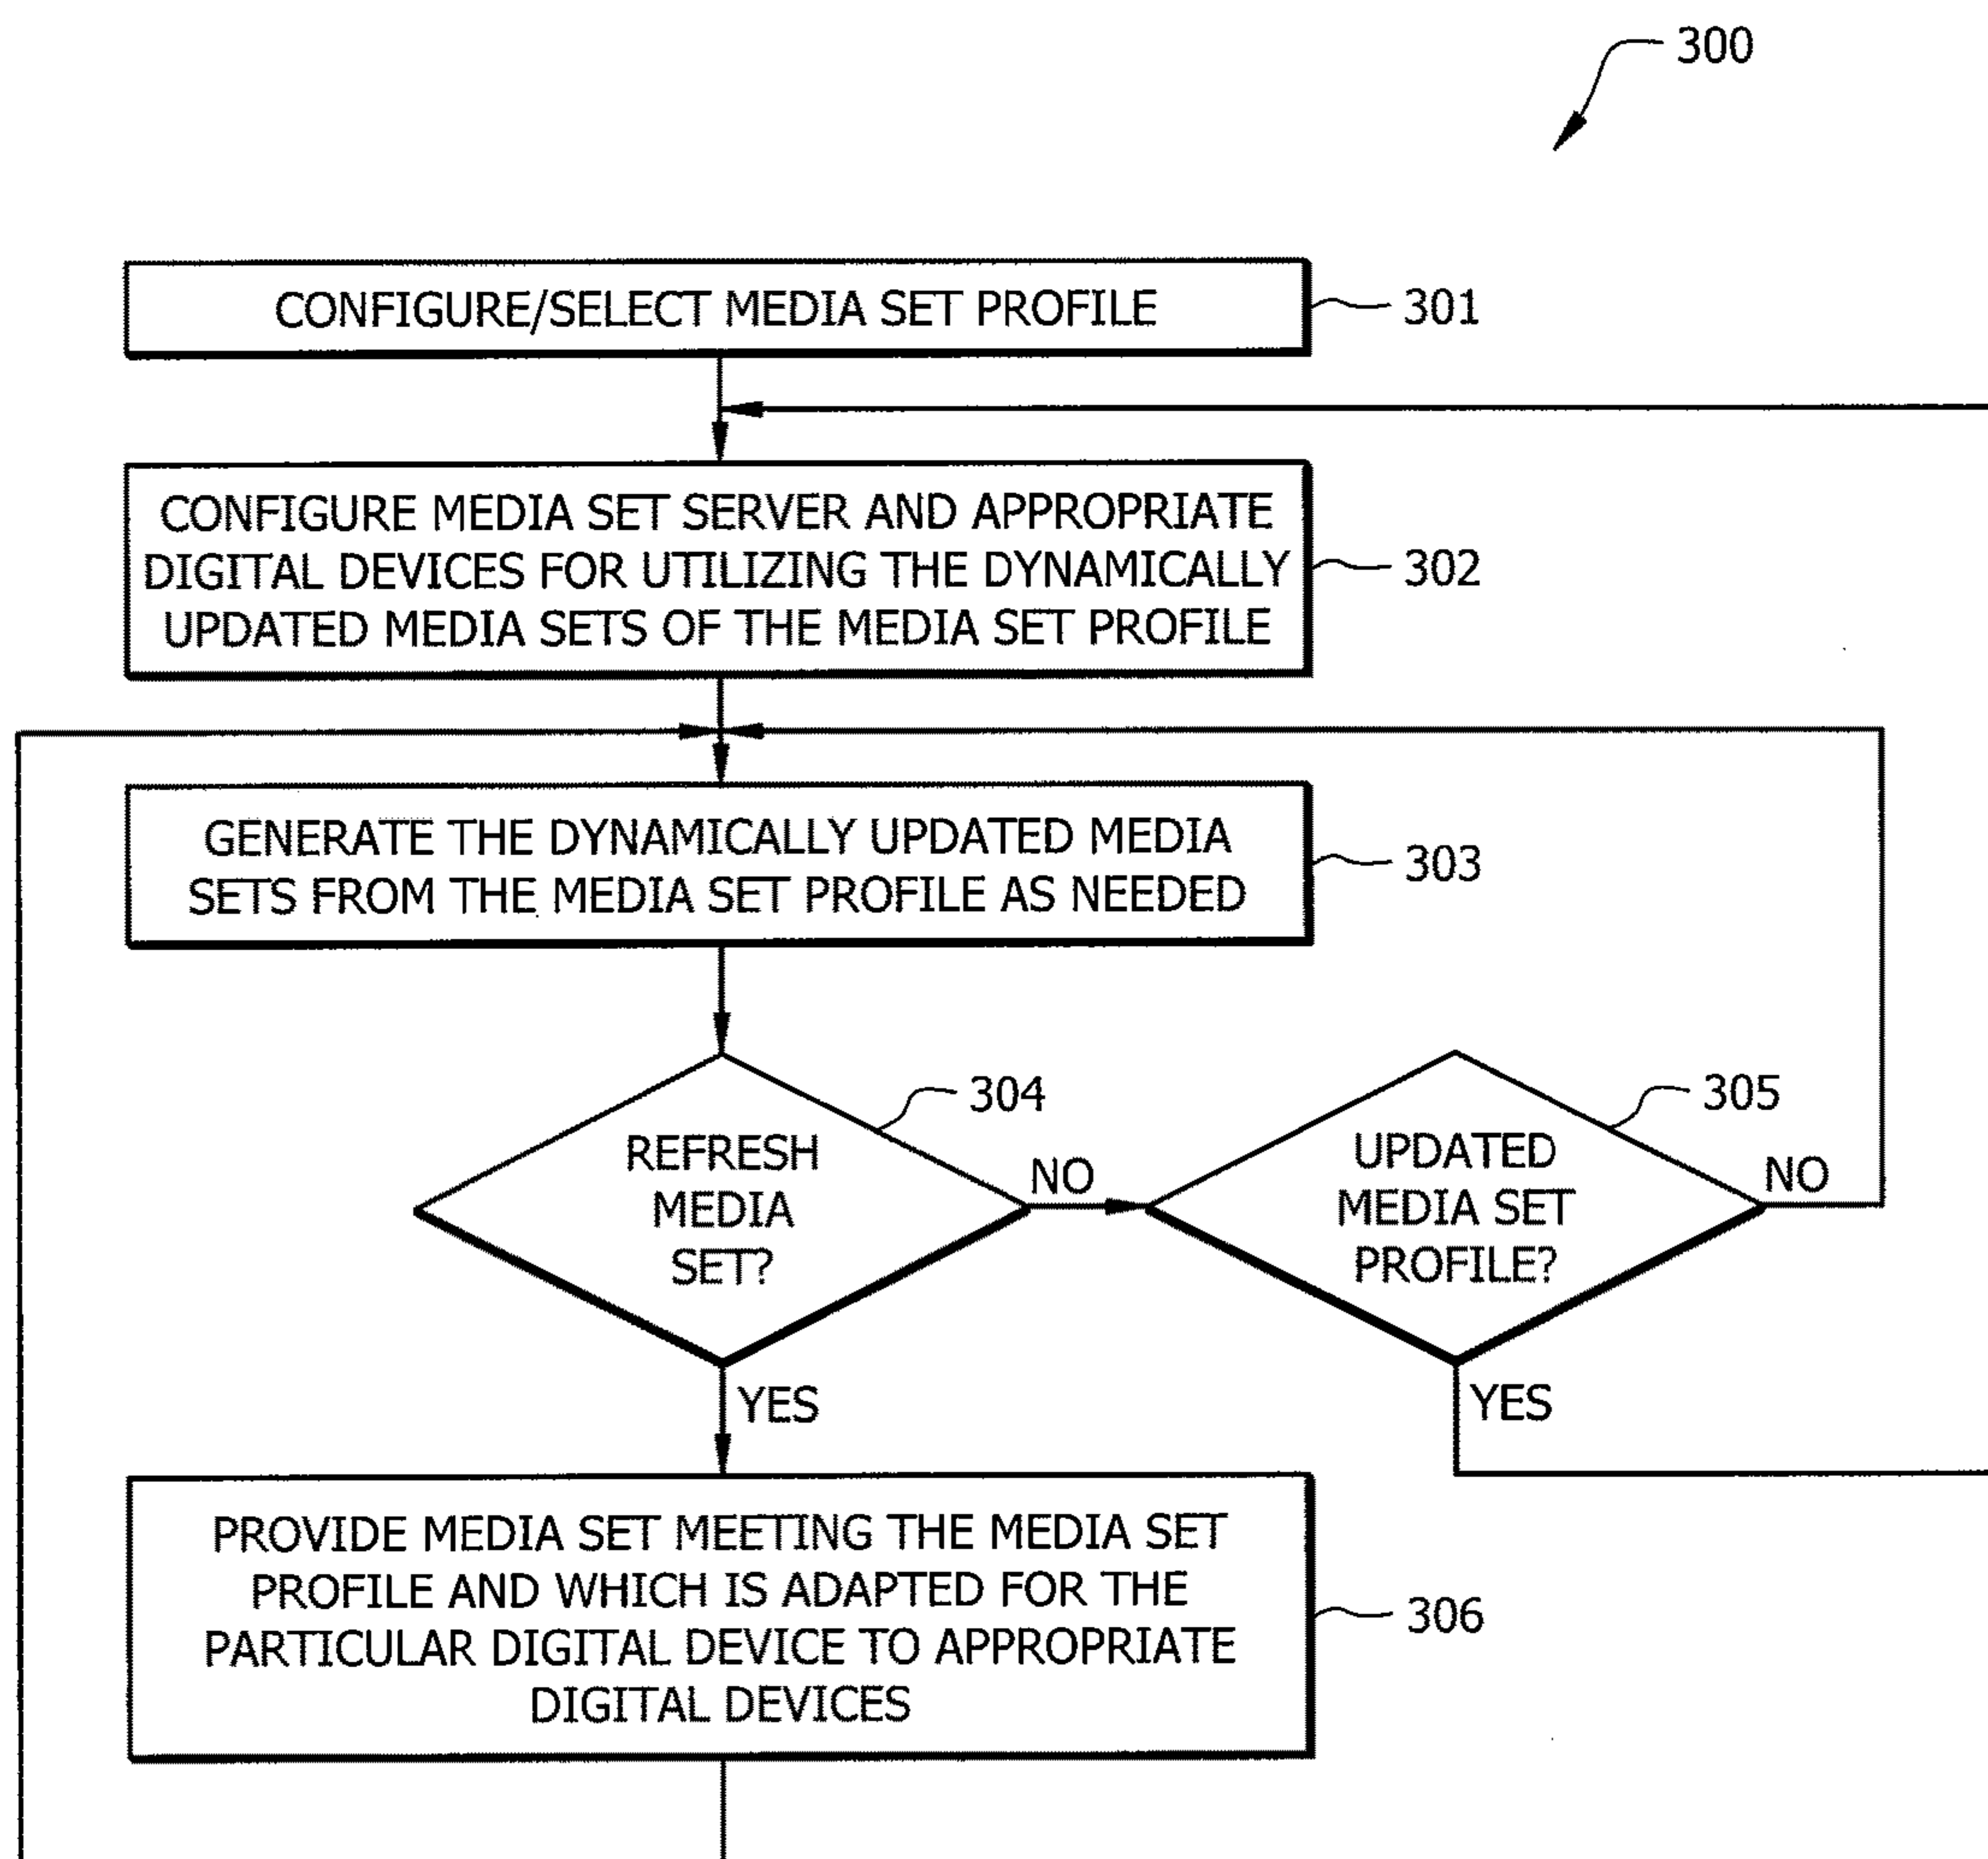 300
CONFIGURE/SELECT MEDIA SET PROFILE
301
CONFIGURE MEDIA SET SERVER AND APPROPRIATE
DIGITAL DEVICES FOR UTILIZING THE DYNAMICALLY
UPDATED MEDIA SETS OF THE MEDIA SET PROFILE
302
GENERATE THE DYNAMICALLY UPDATED MEDIA
SETS FROM THE MEDIA SET PROFILE AS NEEDED
303
REFRESH
MEDIA
SET?
304
NO
UPDATED
MEDIA SET
PROFILE?
305
NO
YES
YES
PROVIDE MEDIA SET MEETING THE MEDIA SET
PROFILE AND WHICH IS ADAPTED FOR THE
PARTICULAR DIGITAL DEVICE TO APPROPRIATE
DIGITAL DEVICES
306